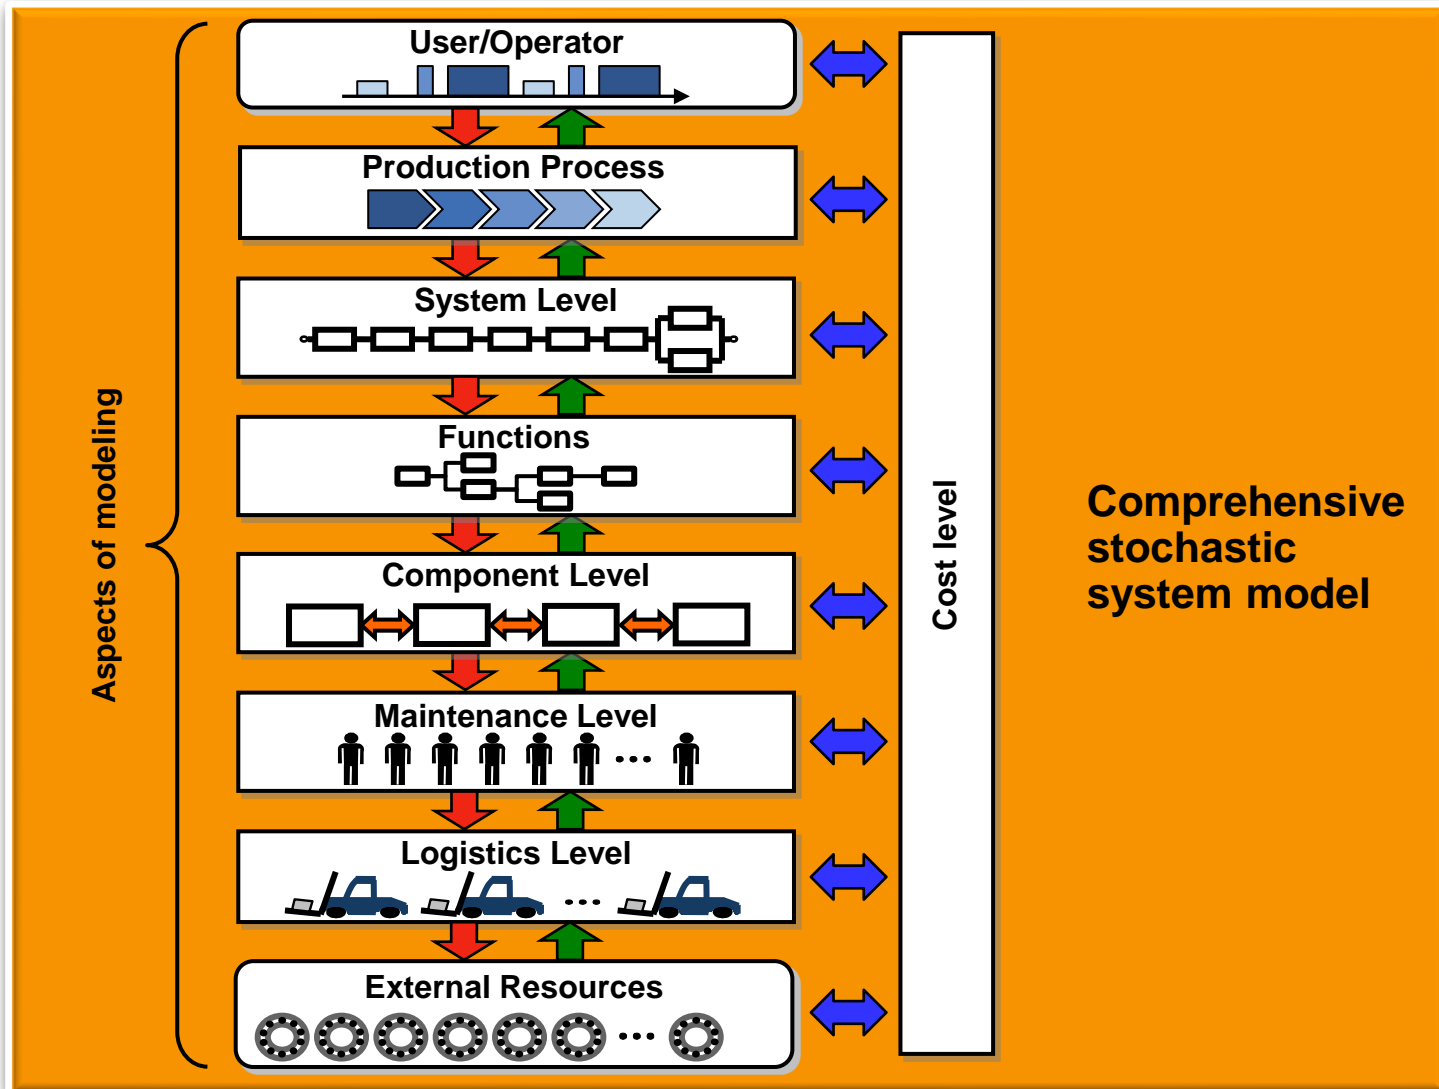 User/Operator
Production Process
System Level
Functions
Component Level
Maintenance Level
Logistics Level
External Resources
Aspects of modeling
Cost level
Comprehensive
stochastic
system model